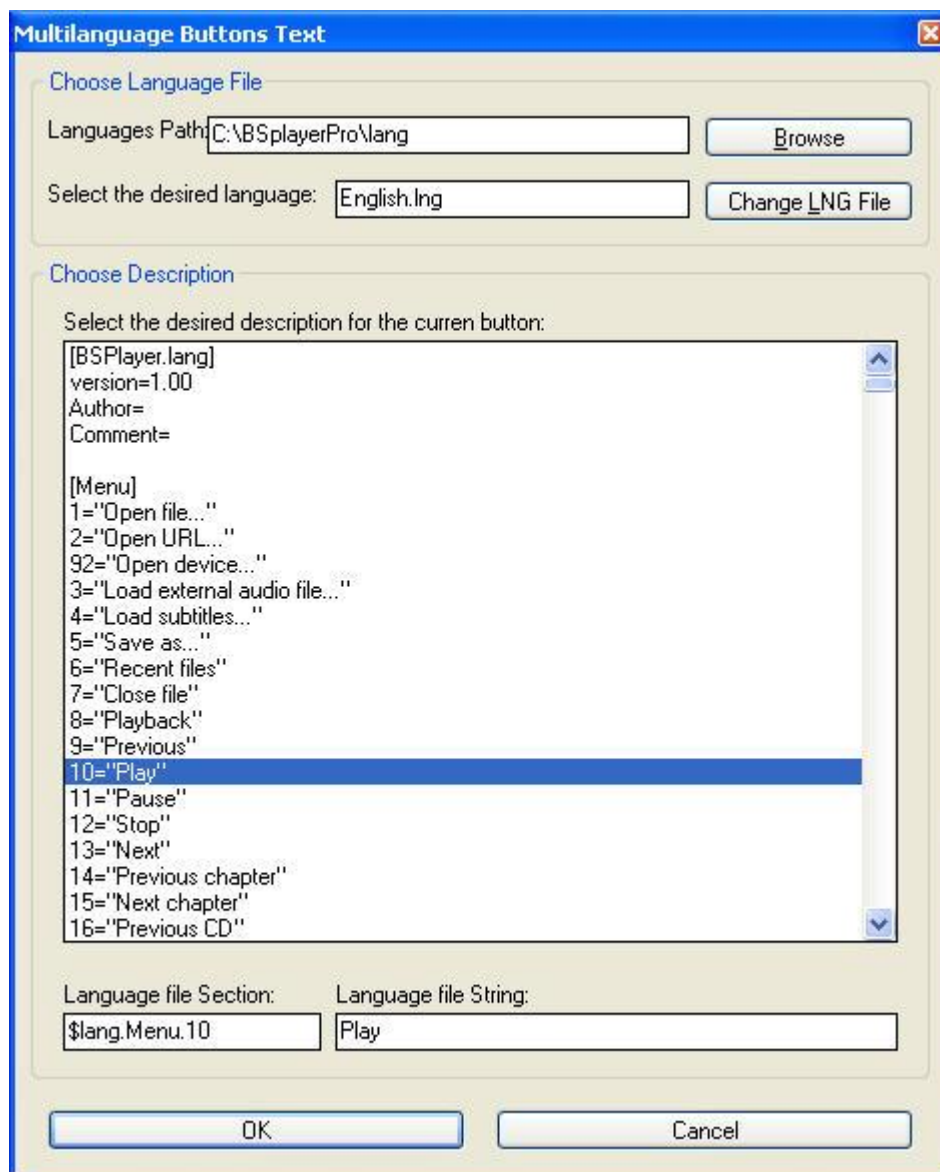 Multilanguage Buttons Text
Choose Language File
Languages Path: C:\BSplayerPro\lang Browse
Select the desired language: English.lng Change LNG File
Choose Description
Select the desired description for the curren button:
[BSPlayer.lang]
version=1.00
Author=
Comment=
[Menu]
1="Open file..."
2="Open URL..."
92="Open device..."
3="Load external audio file..."
4="Load subtitles..."
5="Save as..."
6="Recent files"
7="Close file"
8="Playback"
9="Previous"
10="Play"
11="Pause"
12="Stop"
13="Next"
14="Previous chapter"
15="Next chapter"
16="Previous CD"
Language file Section: Language file String:
$lang.Menu.10 Play
OK Cancel